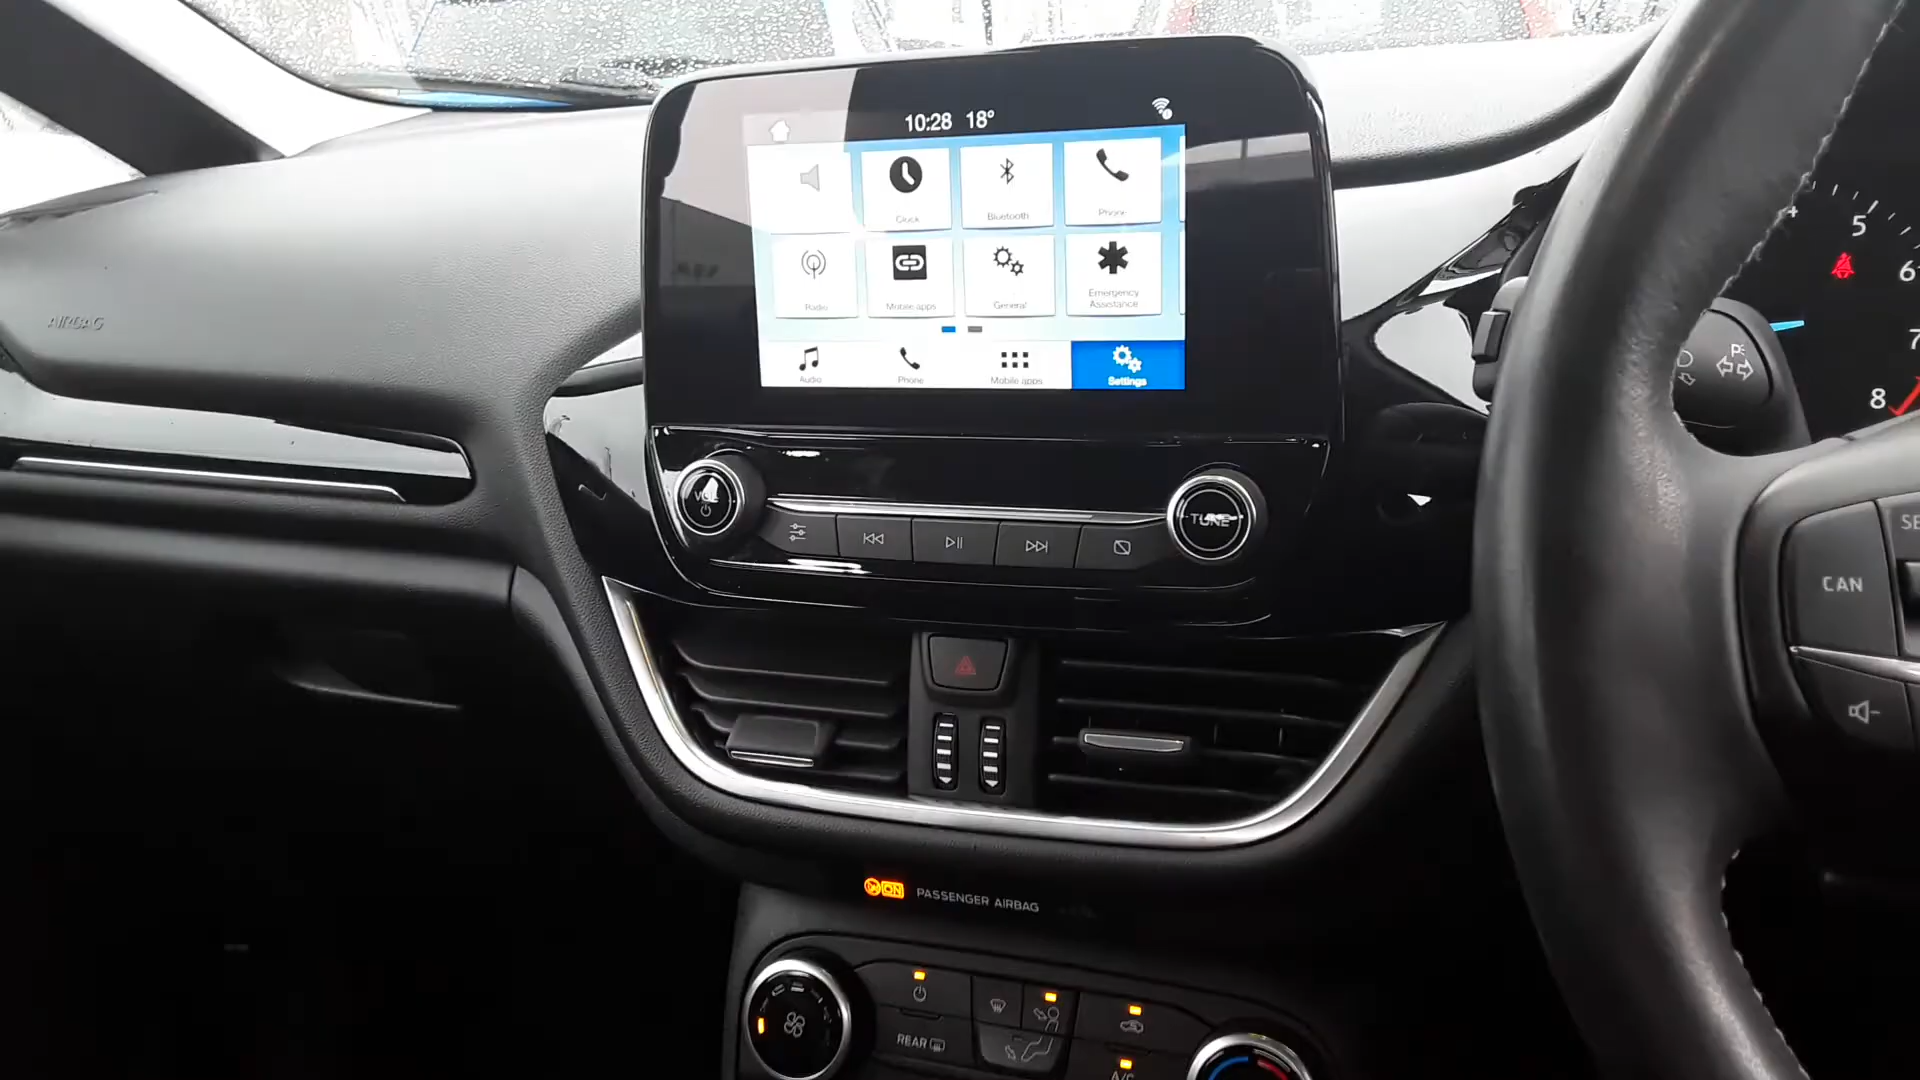 10:28 18°
Clock
Bluetooth
Phone
Radio
Mobile apps
General
Emergency
Assistance
Audio
Phone
Mobile apps
Settings
AIRBAG
VOL
TUNE
5
6
7
8
P
CAN
PASSENGER AIRBAG
ON
REAR
A/C